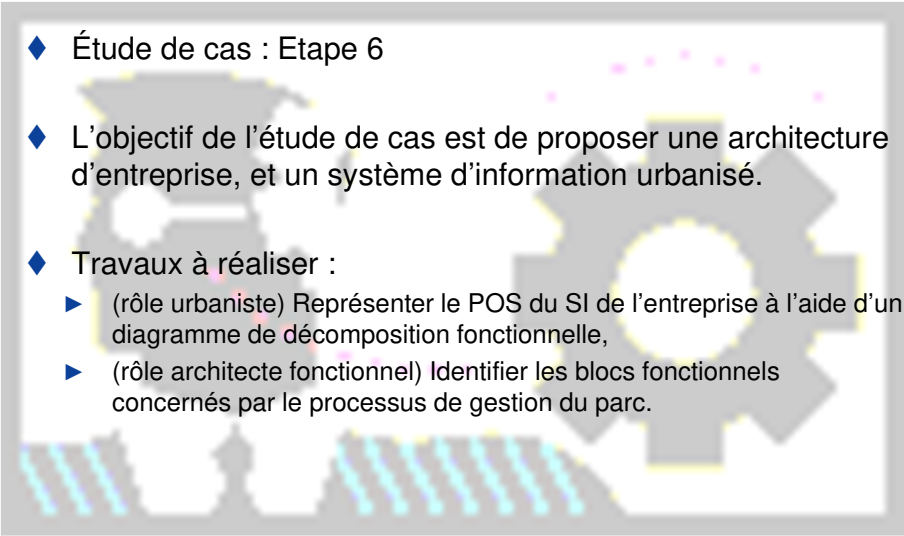 ♦ Étude de cas : Etape 6
♦ L'objectif de l'étude de cas est de proposer une architecture
d'entreprise, et un système d'information urbanisé.
♦ Travaux à réaliser :
► (rôle urbaniste) Représenter le POS du SI de l'entreprise à l'aide d'un
diagramme de décomposition fonctionnelle,
► (rôle architecte fonctionnel) Identifier les blocs fonctionnels
concernés par le processus de gestion du parc.